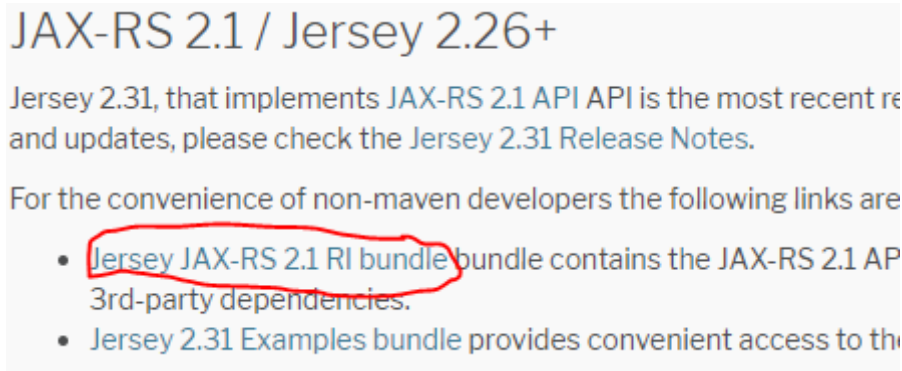 JAX-RS 2.1 / Jersey 2.26+
Jersey 2.31, that implements JAX-RS 2.1 API API is the most recent
and updates, please check the Jersey 2.31 Release Notes.
For the convenience of non-maven developers the following links are
• Jersey JAX-RS 2.1 RI bundle bundle contains the JAX-RS 2.1
3rd-party dependencies.
• Jersey 2.31 Examples bundle provides convenient access to